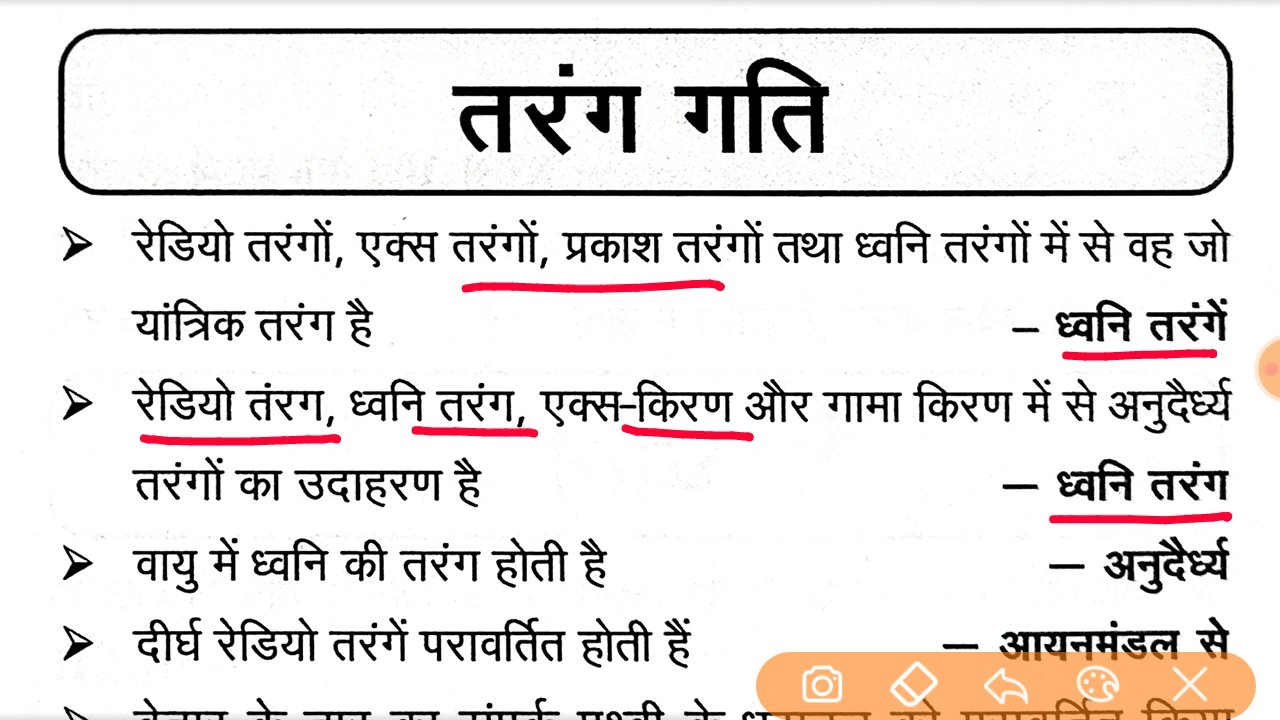 तरंग गति
➢ रेडियो तरंगों, एक्स तरंगों, प्रकाश तरंगों तथा ध्वनि तरंगों में से वह जो
यांत्रिक तरंग है – ध्वनि तरंगें
➢ रेडियो तंरग, ध्वनि तरंग, एक्स-किरण और गामा किरण में से अनुदैर्ध्य
तरंगों का उदाहरण है – ध्वनि तरंग
➢ वायु में ध्वनि की तरंग होती है – अनुदैर्ध्य
➢ दीर्घ रेडियो तरंगें परावर्तित होती हैं – आयनमंडल से